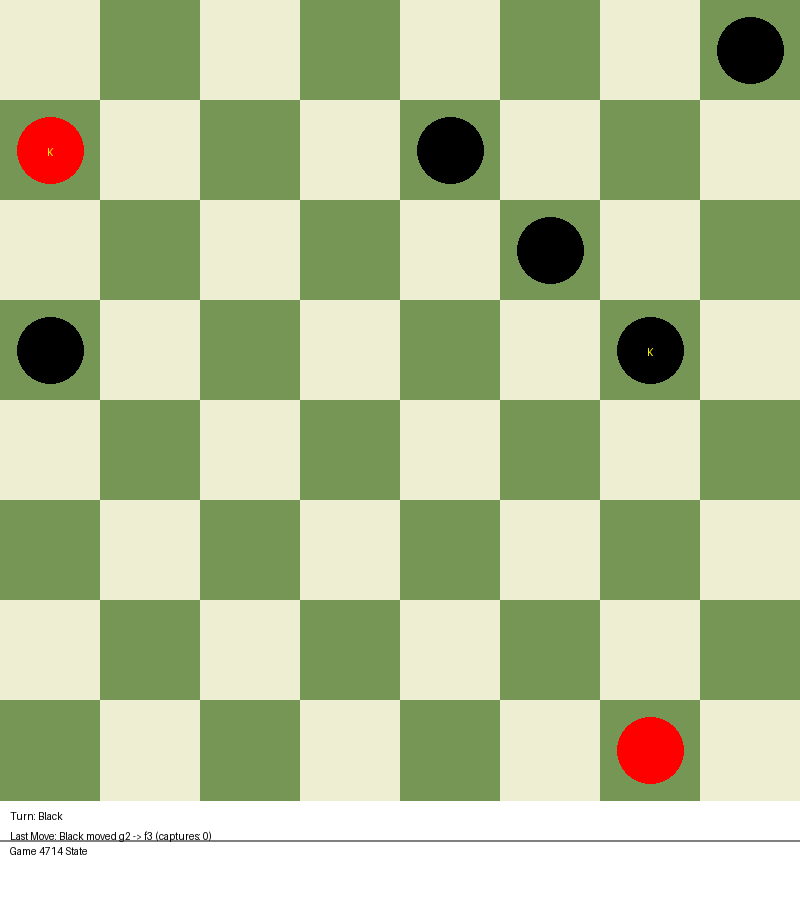 K
K
Turn: Black
Last Move: Black moved g2 -> f3 (captures: 0)
Game 4714 State